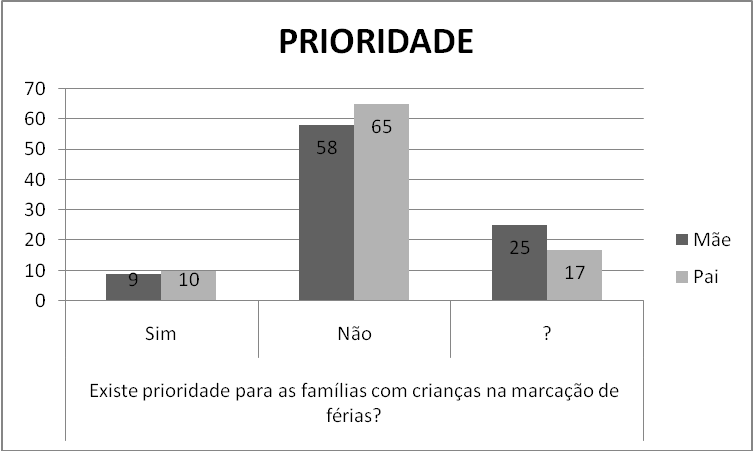 PRIORIDADE
70
60
50
40
30
20
10
0
9
10
58
65
25
17
Sim
Não
?
Existe prioridade para as famílias com crianças na marcação de
férias?
Mãe
Pai